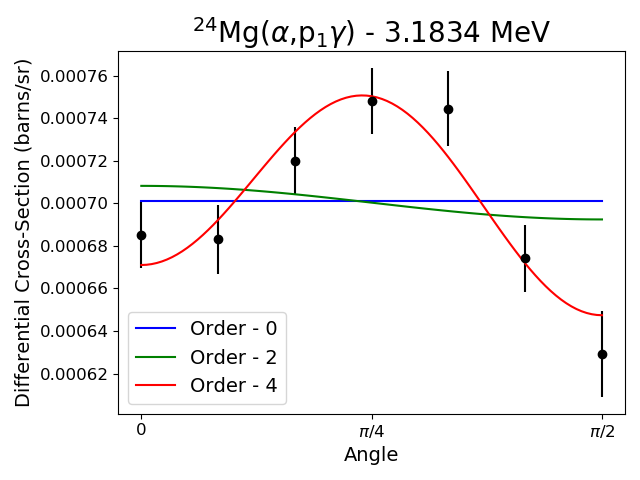 ²⁴Mg(α,p₁γ) - 3.1834 MeV
Differential Cross-Section (barns/sr)
0.00076
0.00074
0.00072
0.00070
0.00068
0.00066
0.00064
0.00062
Order - 0
Order - 2
Order - 4
0
π/4
π/2
Angle